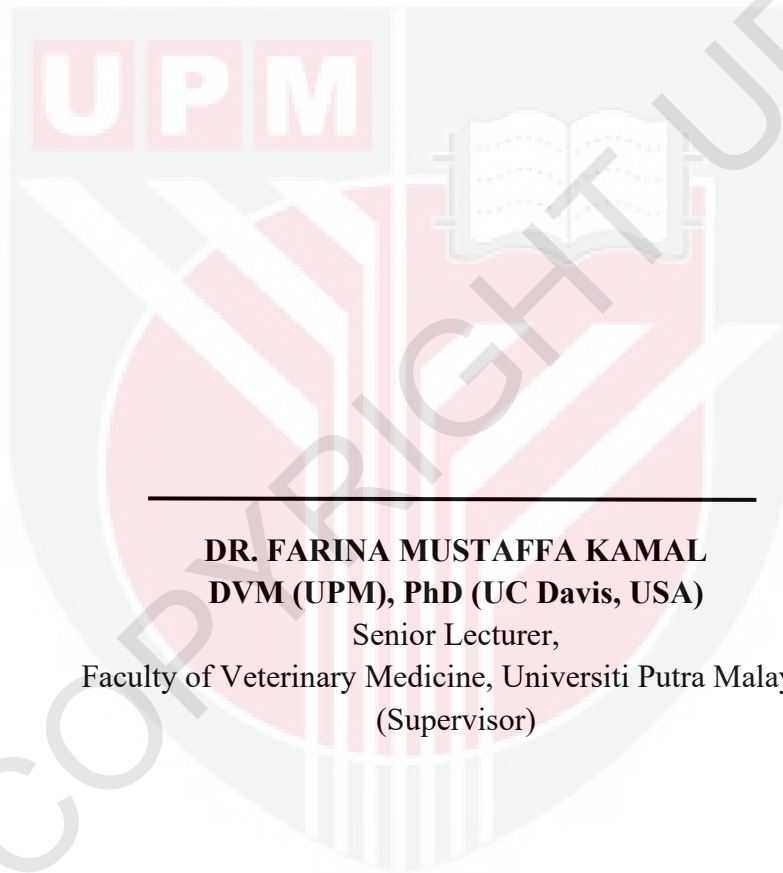 UPM
DR. FARINA MUSTAFFA KAMAL
DVM (UPM), PhD (UC Davis, USA)
Senior Lecturer,
Faculty of Veterinary Medicine, Universiti Putra Malay
(Supervisor)
COPYRIGHT U